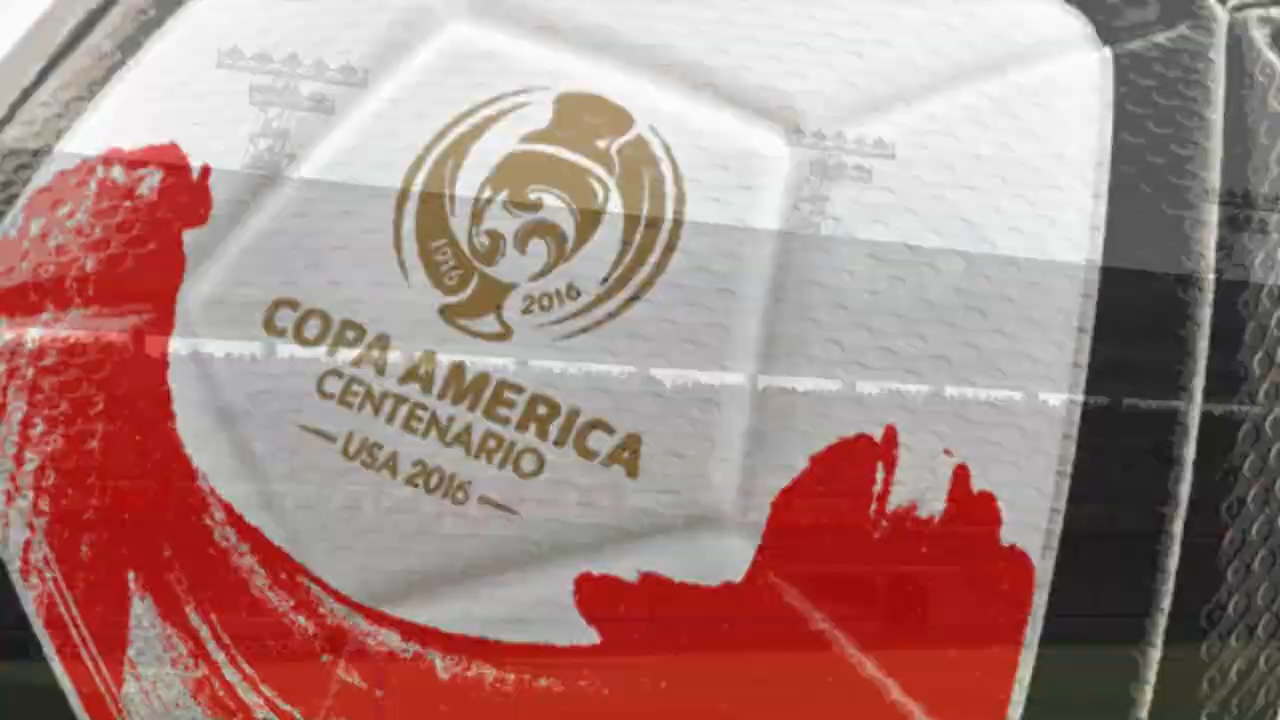 1916
2016
COPA AMERICA
CENTENARIO
USA 2016